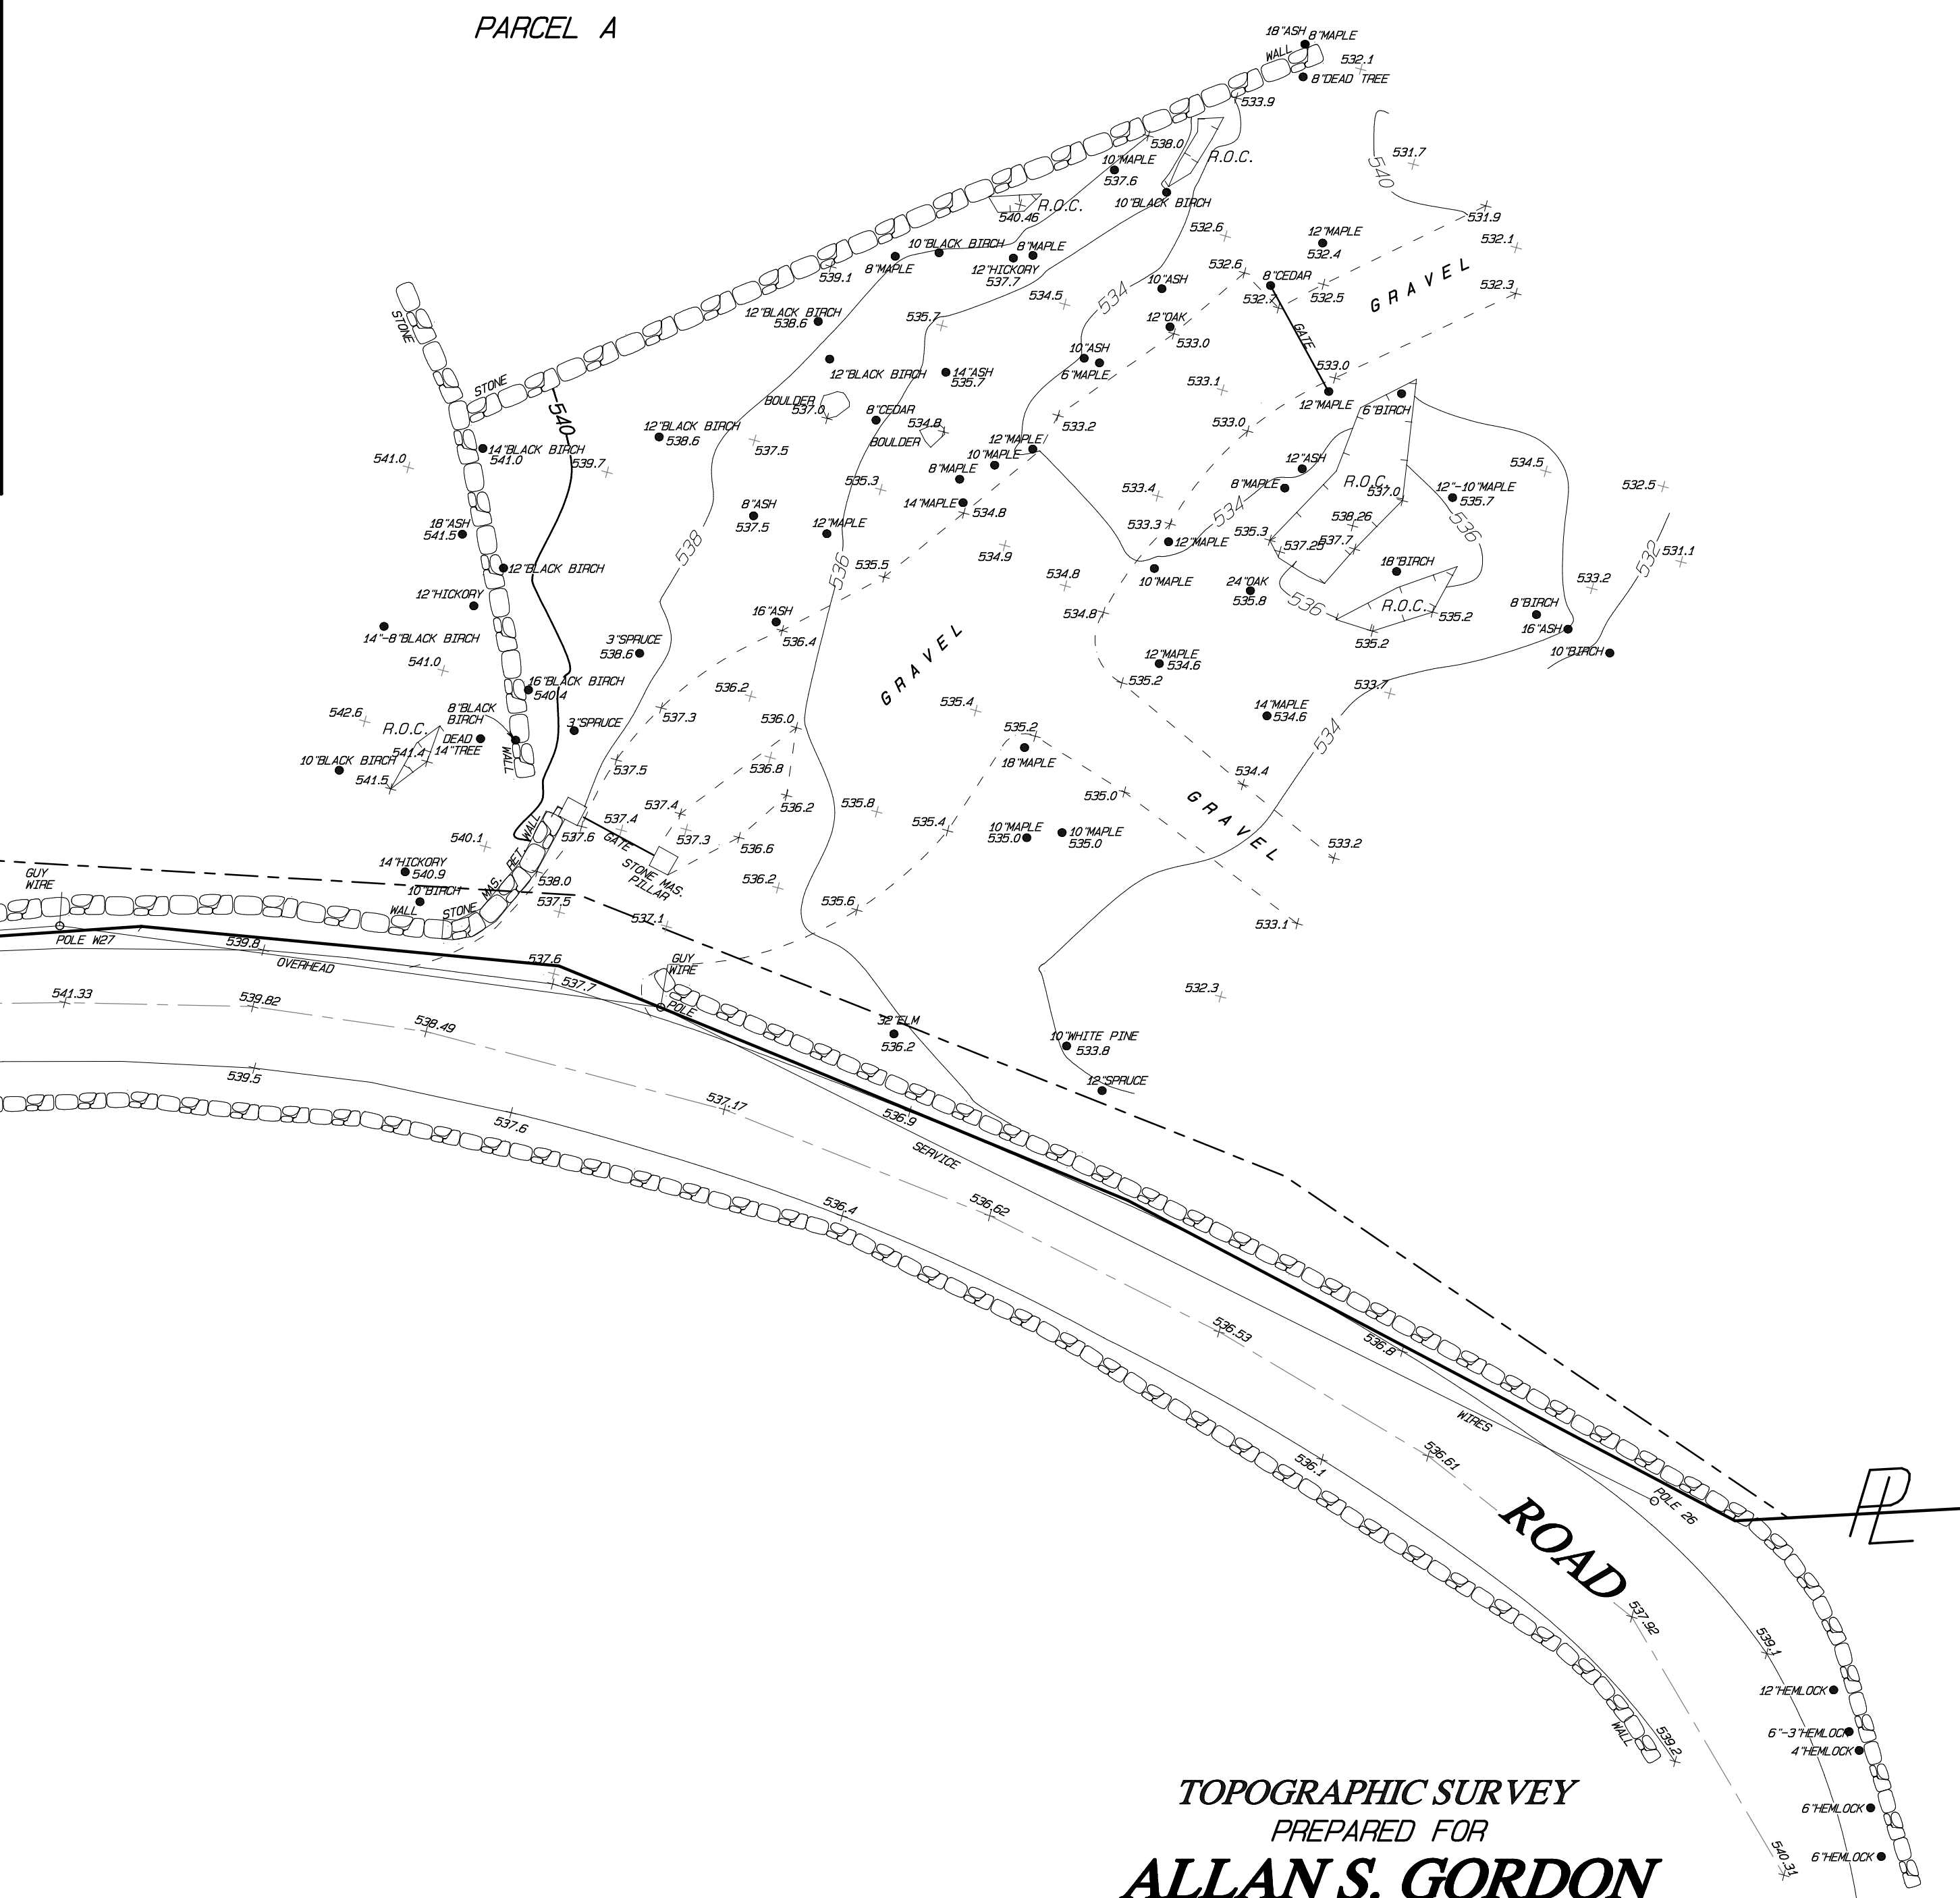 PARCEL A
18"ASH
8"MAPLE
WALL
532.1
8"DEAD TREE
533.9
538.0
R.O.C.
531.7
540
10"MAPLE
537.6
10"BLACK BIRCH
R.O.C.
540.46
531.9
532.6
12"MAPLE
532.4
532.1
10"BLACK BIRCH
8"MAPLE
8"MAPLE
12"HICKORY
537.7
539.1
532.6
8"CEDAR
GRAVEL
532.3
10"ASH
534.5
534
532.7
532.5
STONE
12"BLACK BIRCH
538.6
535.7
12"OAK
533.0
GATE
10"ASH
6"MAPLE
533.0
12"BLACK BIRCH
14"ASH
535.7
533.1
STONE
540
BOULDER
537.0
8"CEDAR
12"MAPLE
6"BIRCH
12"BLACK BIRCH
538.6
534.8
BOULDER
533.2
533.0
537.5
12"MAPLE
10"MAPLE
541.0
14"BLACK BIRCH
541.0
539.7
8"MAPLE
12"ASH
534.5
535.3
533.4
8"MAPLE
R.O.C.
537.0
12"-10"MAPLE
535.7
532.5
8"ASH
537.5
14"MAPLE
534.8
534
18"ASH
541.5
12"MAPLE
533.3
535.3
538.26
536
538
12"MAPLE
537.25
537.7
534.9
532
531.1
12"BLACK BIRCH
536
535.5
534.8
10"MAPLE
18"BIRCH
24"OAK
535.8
533.2
12"HICKORY
536
R.O.C.
535.2
8"BIRCH
16"ASH
534.8
14"-8"BLACK BIRCH
3"SPRUCE
538.6
536.4
16"ASH
535.2
10"BIRCH
541.0
GRAVEL
12"MAPLE
534.6
16"BLACK BIRCH
540.4
536.2
535.2
533.7
8"BLACK
BIRCH
542.6
R.O.C.
3"SPRUCE
537.3
536.0
535.4
14"MAPLE
534.6
DEAD
14"TREE
535.2
534
541.4
10"BLACK BIRCH
541.5
WALL
537.5
536.8
18"MAPLE
534.4
537.4
536.2
535.8
535.0
GRAVEL
537.4
535.4
10"MAPLE
535.0
10"MAPLE
535.0
540.1
RET. WALL
537.6
GATE
537.3
536.6
533.2
14"HICKORY
540.9
STONE MAS.
PILLAR
536.2
GUY
WIRE
10"BIRCH
MAS.
538.0
WALL
STONE
537.5
537.1
535.6
533.1
POLE W27
539.8
OVERHEAD
537.6
537.7
GUY
WIRE
POLE
541.33
539.82
538.49
532.3
32"ELM
536.2
10"WHITE PINE
533.8
12"SPRUCE
539.5
537.6
537.17
536.9
SERVICE
536.4
536.62
536.53
536.8
WIRES
536.1
536.61
POLE 26
PL
ROAD
537.92
539.1
12"HEMLOCK
WALL
539.2
6"-3"HEMLOCK
4"HEMLOCK
6"HEMLOCK
540.31
6"HEMLOCK
TOPOGRAPHIC SURVEY
PREPARED FOR
ALLAN S. GORDON